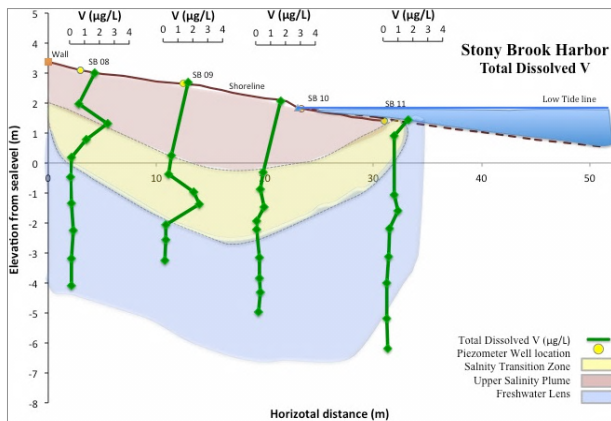 V (µg/L) V (µg/L) V (µg/L) V (µg/L)
0 1 2 3 4 0 1 2 3 4 0 1 3 4 0 1 2 3 4
Stony Brook Harbor
Total Dissolved V
Wall
SB 08
SB 09
Shoreline
SB 10
SB 11
Low Tide line
Elevation from sealevel (m)
5
4
3
2
1
0
-1
-2
-3
-4
-5
-6
-7
-8
0 10 20 30 40 50
Horizotal distance (m)
Total Dissolved V (µg/L)
Piezometer Well location
Salnity Transition Zone
Upper Salinity Plume
Freshwater Lens